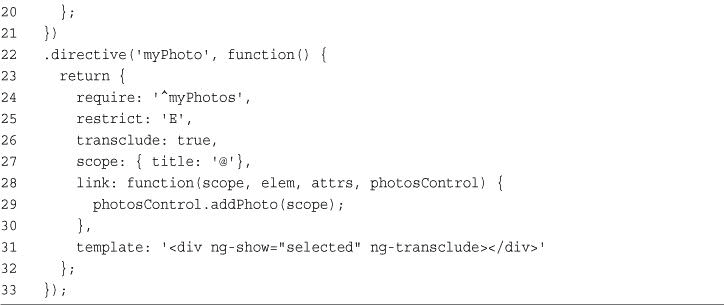 20     };
21   })
22   .directive('myPhoto', function() {
23     return {
24       require: '^myPhotos',
25       restrict: 'E',
26       transclude: true,
27       scope: { title: '@'},
28       link: function(scope, elem, attrs, photosControl) {
29         photosControl.addPhoto(scope);
30       },
31       template: '<div ng-show="selected" ng-transclude></div>'
32     };
33   });